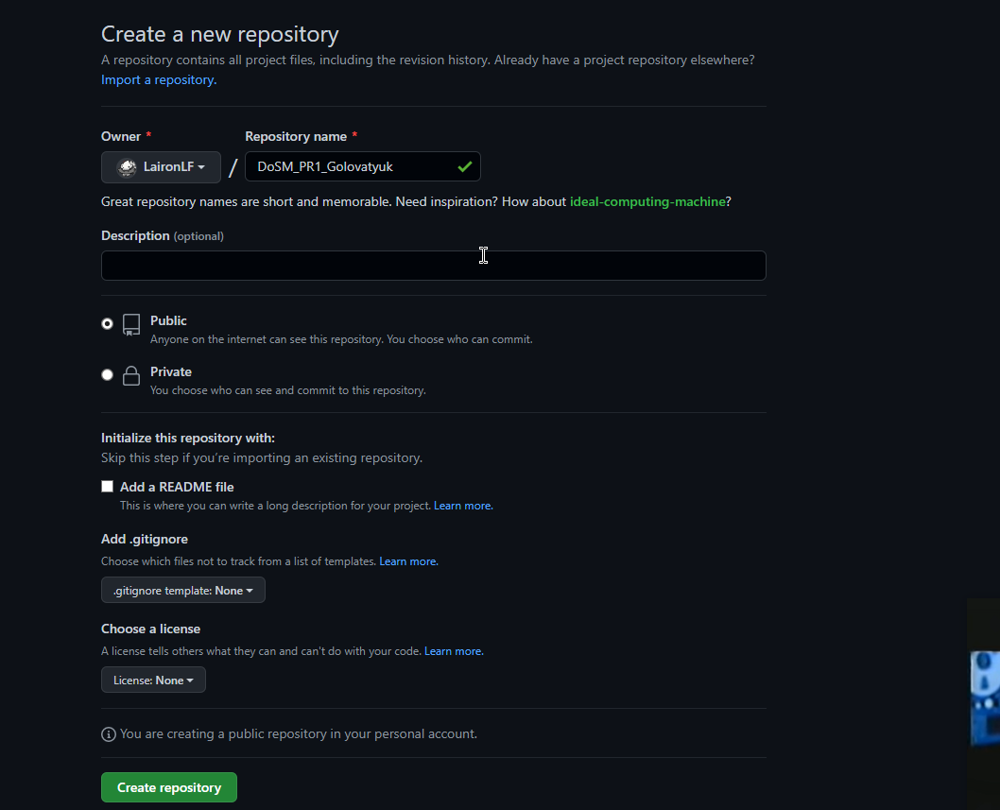 Create a new repository
A repository contains all project files, including the revision history. Already have a project repository elsewhere?
Import a repository.
Owner *
Repository name *
LaironLF / DoSM_PR1_Golovatyuk
Great repository names are short and memorable. Need inspiration? How about ideal-computing-machine?
Description (optional)
Public
Anyone on the internet can see this repository. You choose who can commit.
Private
You choose who can see and commit to this repository.
Initialize this repository with:
Skip this step if you're importing an existing repository.
Add a README file
This is where you can write a long description for your project. Learn more.
Add .gitignore
Choose which files not to track from a list of templates. Learn more.
.gitignore template: None
Choose a license
A license tells others what they can and can't do with your code. Learn more.
License: None
You are creating a public repository in your personal account.
Create repository